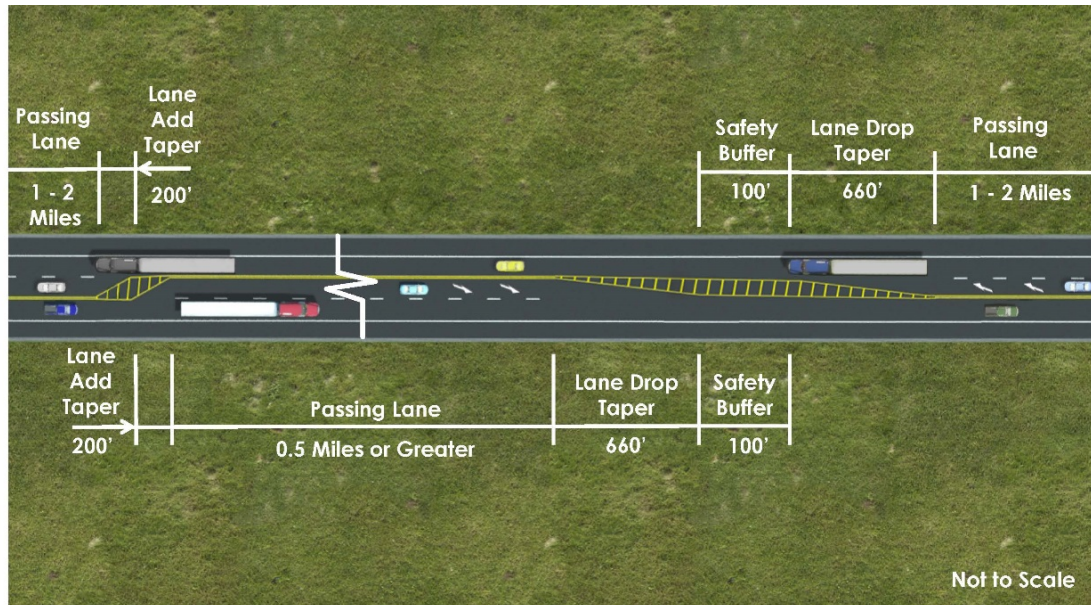 Passing
Lane
1 - 2
Miles
Lane
Add
Taper
200'
Safety
Buffer
100'
Lane Drop
Taper
660'
Passing
Lane
1 - 2 Miles
Lane
Add
Taper
200'
Passing Lane
0.5 Miles or Greater
Lane Drop
Taper
660'
Safety
Buffer
100'
Not to Scale